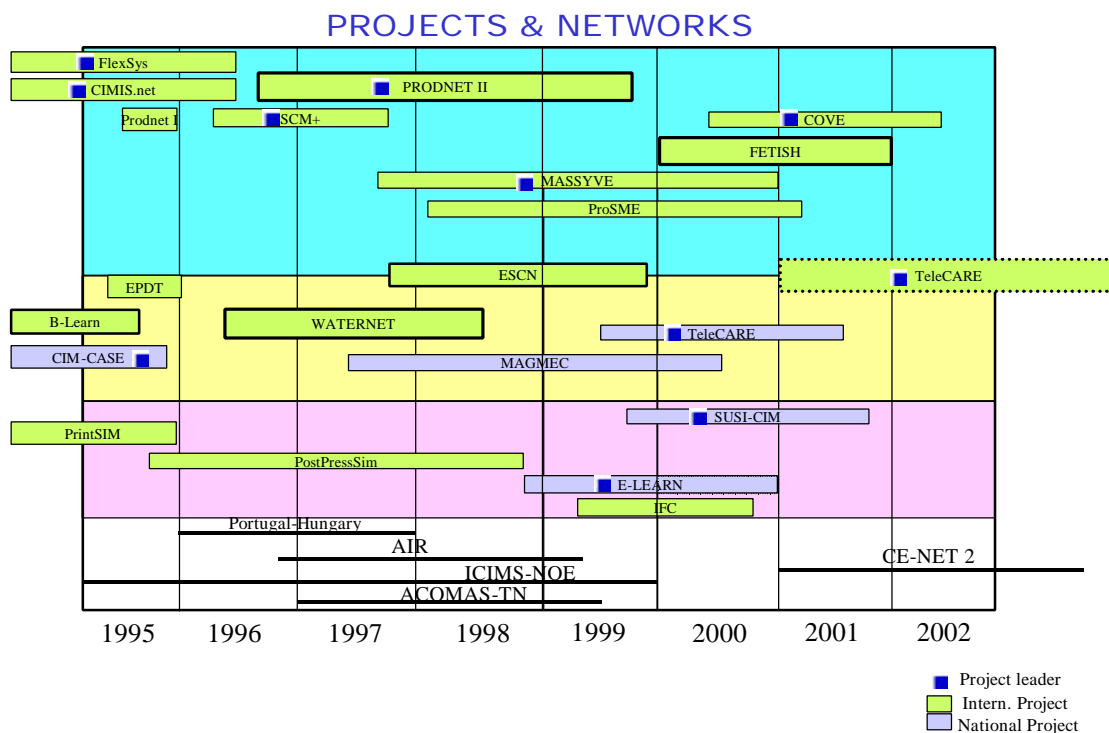 PROJECTS & NETWORKS
FlexSys
CIMIS.net
PRODNET II
Prodnet I
SCM+
COVE
FETISH
MASSYVE
ProSME
ESCN
TeleCARE
EPDT
B-Learn
WATERNET
TeleCARE
CIM-CASE
MAGMEC
SUSI-CIM
PrintSIM
PostPressSim
E-LEARN
IFC
Portugal-Hungary
AIR
CE-NET 2
ICIMS-NOE
ACOMAS-TN
1995 1996 1997 1998 1999 2000 2001 2002
Project leader
Intern. Project
National Project